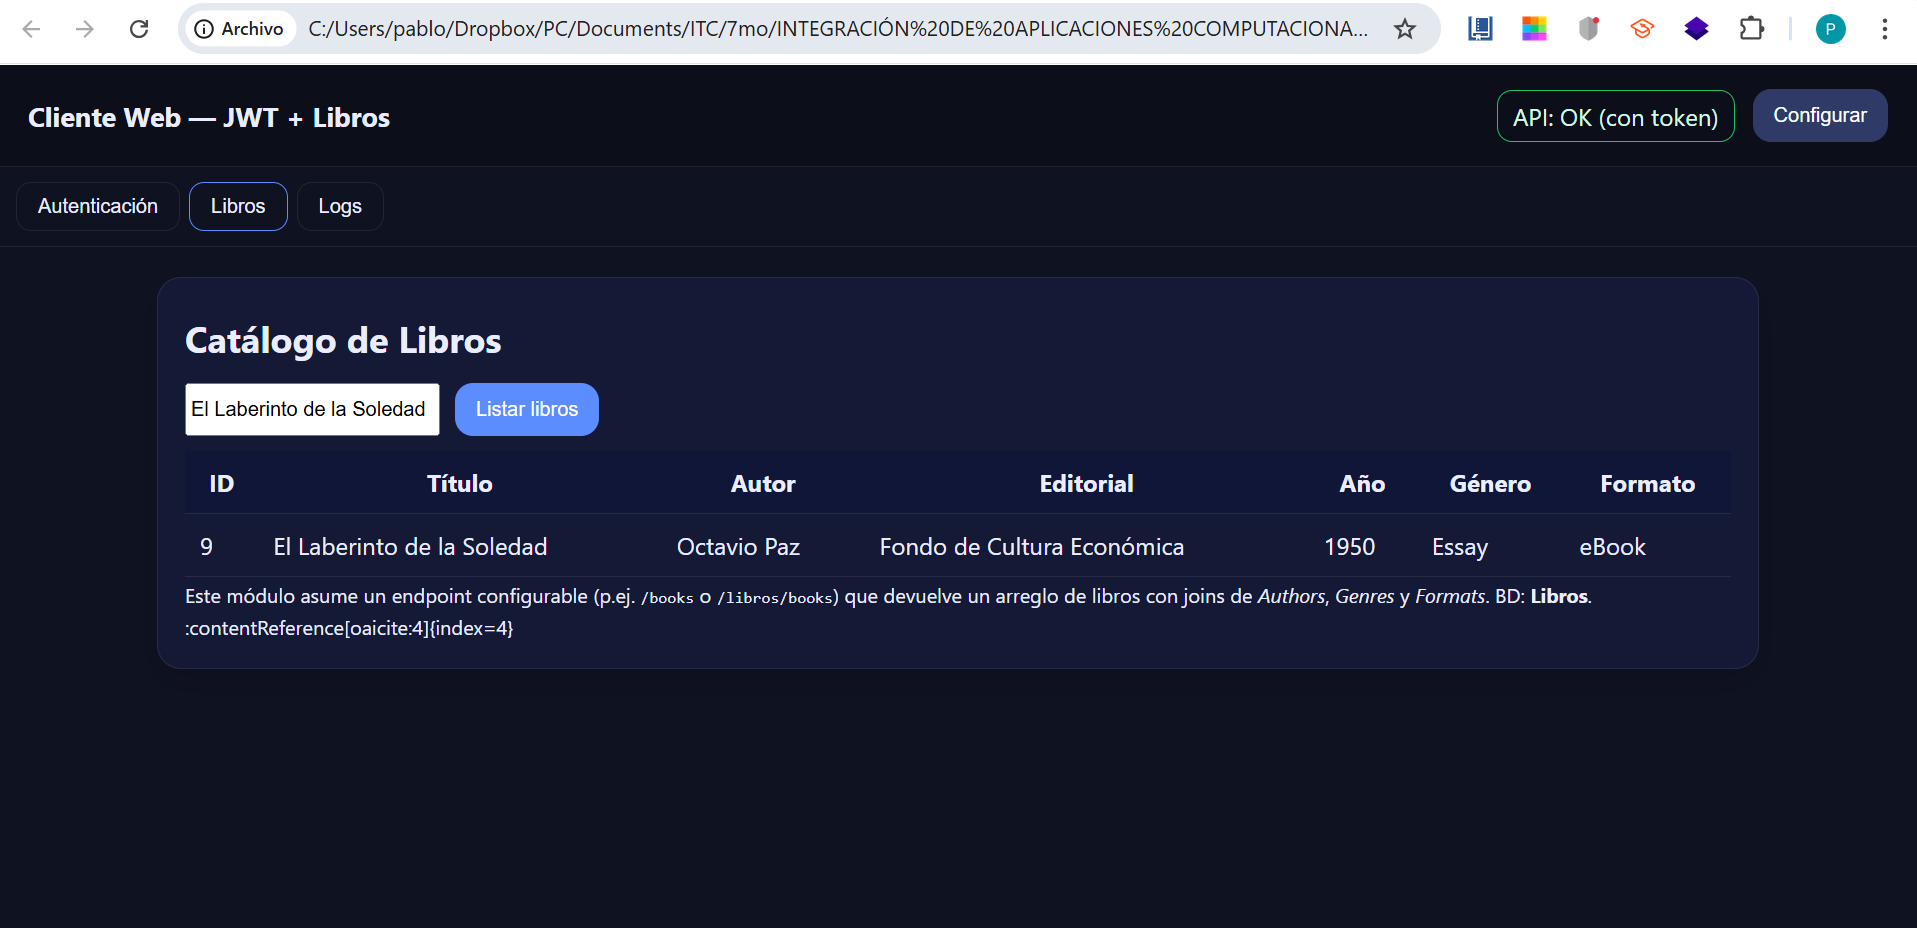 Archivo C:/Users/pablo/Dropbox/PC/Documents/ITC/7mo/INTEGRACIÓN%20DE%20APLICACIONES%20COMPUTACIONA... P
Cliente Web — JWT + Libros API: OK (con token) Configurar
Autenticación Libros Logs
Catálogo de Libros
El Laberinto de la Soledad Listar libros
ID Título Autor Editorial Año Género Formato
9 El Laberinto de la Soledad Octavio Paz Fondo de Cultura Económica 1950 Essay eBook
Este módulo asume un endpoint configurable (p.ej. /books o /libros/books) que devuelve un arreglo de libros con joins de Authors, Genres y Formats. BD: Libros.
:contentReference[oaicite:4]{index=4}